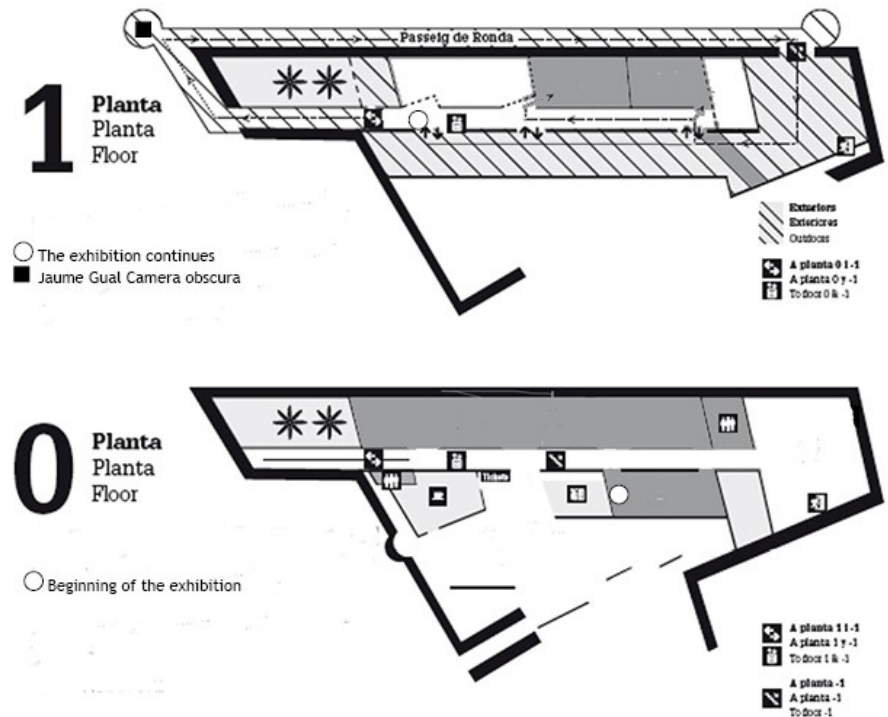 Passeig de Ronda
1
Planta
Planta
Floor
The exhibition continues
Jaume Gual Camera obscura
Exteriors
Exteriores
Outdoors
A planta 0 i -1
A planta 0 y -1
To floor 0 & -1
0
Planta
Planta
Floor
Tickets
Beginning of the exhibition
A planta 1 i -1
A planta 1 y -1
To floor 1 & -1
A planta -1
A planta -1
To floor -1